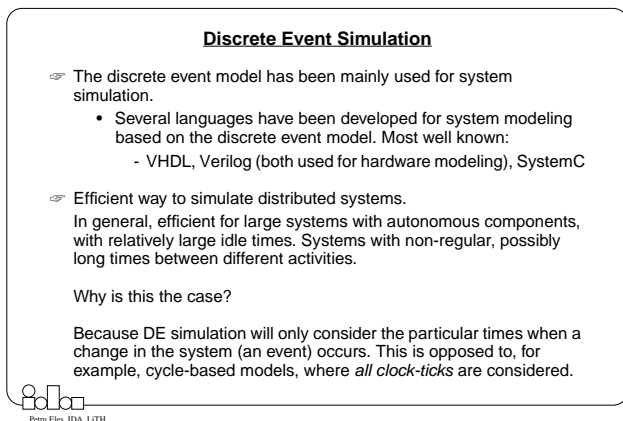 Discrete Event Simulation
☞ The discrete event model has been mainly used for system
simulation.
• Several languages have been developed for system modeling
based on the discrete event model. Most well known:
- VHDL, Verilog (both used for hardware modeling), SystemC
☞ Efficient way to simulate distributed systems.
In general, efficient for large systems with autonomous components,
with relatively large idle times. Systems with non-regular, possibly
long times between different activities.
Why is this the case?
Because DE simulation will only consider the particular times when a
change in the system (an event) occurs. This is opposed to, for
example, cycle-based models, where all clock-ticks are considered.
Petru Eles, IDA, LiTH